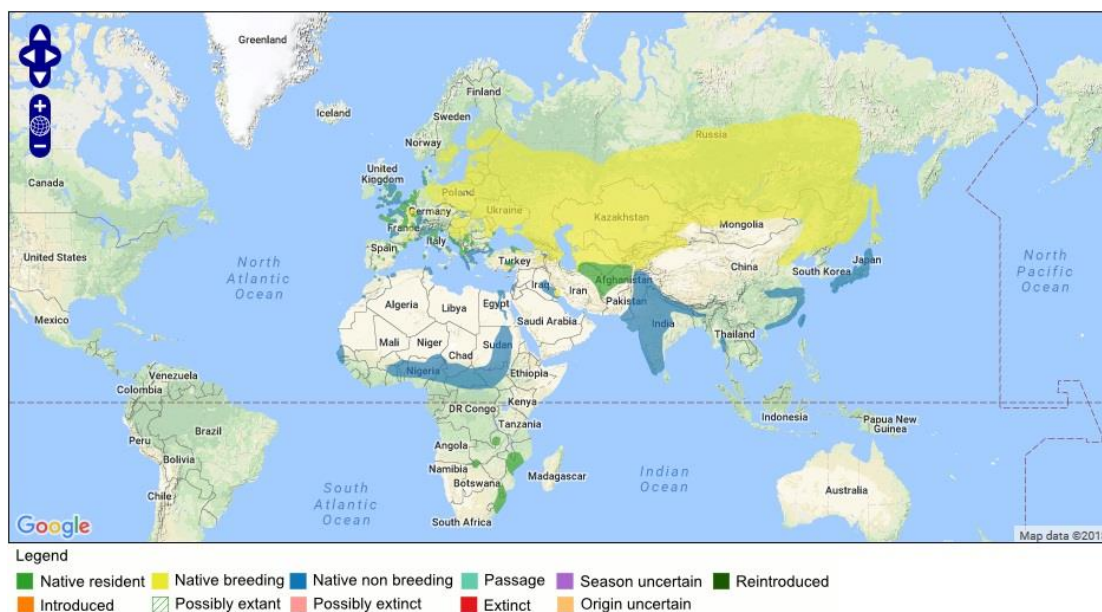 Greenland
Finland
Iceland
Sweden
Russia
Norway
Canada
United
Kingdom
Poland
Germany
Ukraine
Kazakhstan
France
Mongolia
Italy
Spain
Turkey
Japan
United States
North
Atlantic
Ocean
China
South Korea
North
Pacific
Ocean
Afghanistan
Iraq
Iran
Algeria
Libya
Egypt
Pakistan
Mexico
Saudi Arabia
India
Mali
Niger
Sudan
Chad
Thailand
Nigeria
Ethiopia
Venezuela
Colombia
Kenya
DR Congo
Indonesia
Papua New
Guinea
Tanzania
Brazil
Peru
Angola
Bolivia
Namibia
Madagascar
Botswana
Indian
Ocean
Australia
Chile
South
Atlantic
Ocean
South Africa
Google
Map data ©2018
Legend
Native resident Native breeding Native non breeding Passage Season uncertain Reintroduced
Introduced Possibly extant Possibly extinct Extinct Origin uncertain